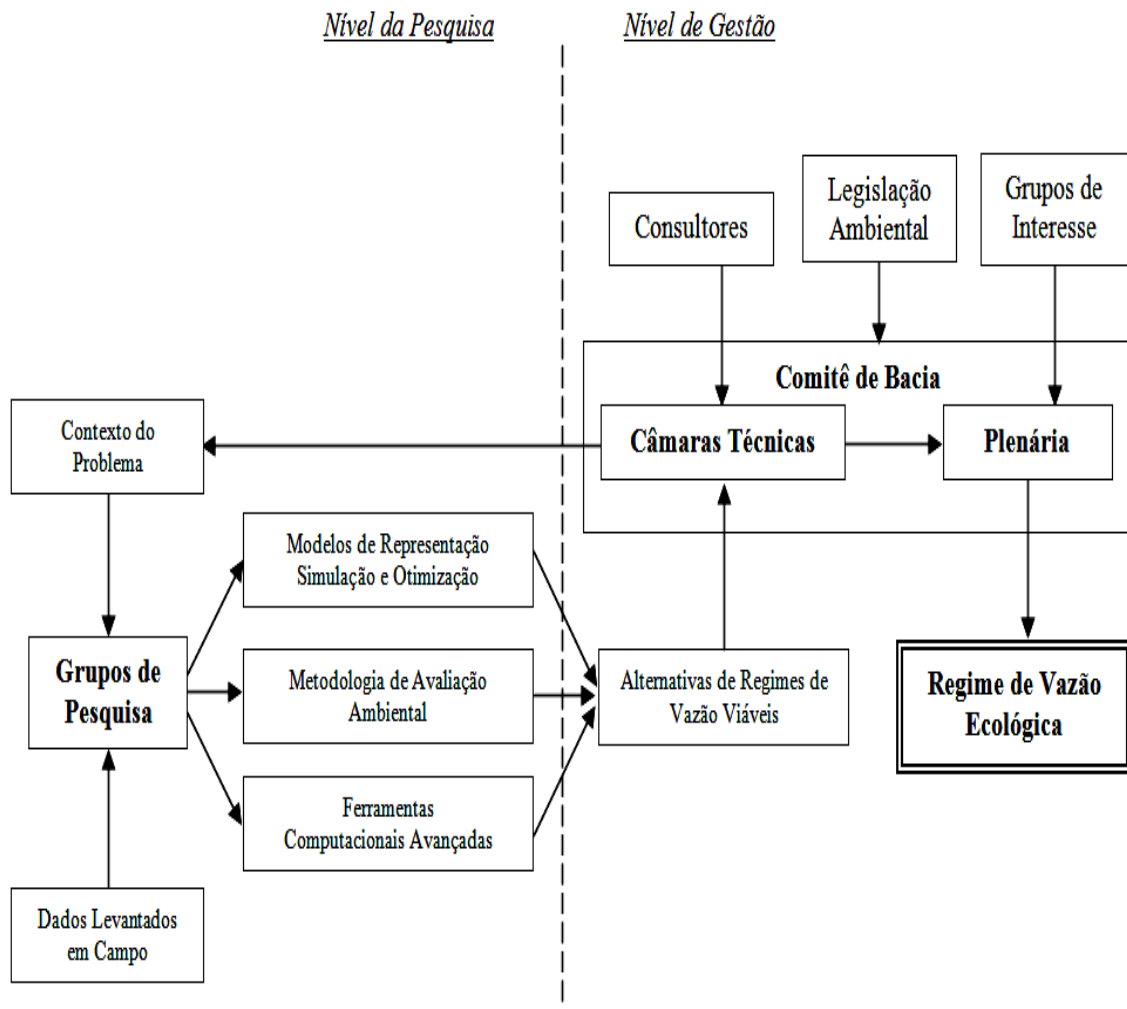 Nível da Pesquisa
Nível de Gestão
Consultores
Legislação
Ambiental
Grupos de
Interesse
Comitê de Bacia
Câmaras Técnicas
Plenária
Contexto do
Problema
Modelos de Representação
Simulação e Otimização
Grupos de
Pesquisa
Metodologia de Avaliação
Ambiental
Alternativas de Regimes de
Vazão Viáveis
Regime de Vazão
Ecológica
Ferramentas
Computacionais Avançadas
Dados Levantados
em Campo